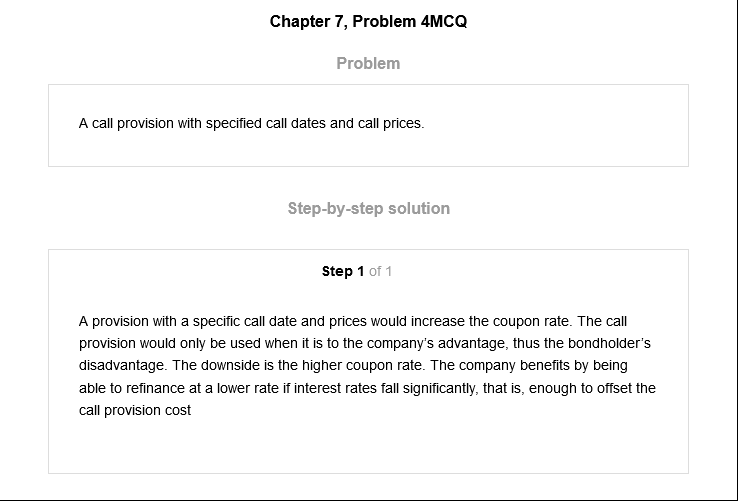 Chapter 7, Problem 4MCQ
Problem
A call provision with specified call dates and call prices.
Step-by-step solution
Step 1 of 1
A provision with a specific call date and prices would increase the coupon rate. The call
provision would only be used when it is to the company's advantage, thus the bondholder's
disadvantage. The downside is the higher coupon rate. The company benefits by being
able to refinance at a lower rate if interest rates fall significantly, that is, enough to offset the
call provision cost